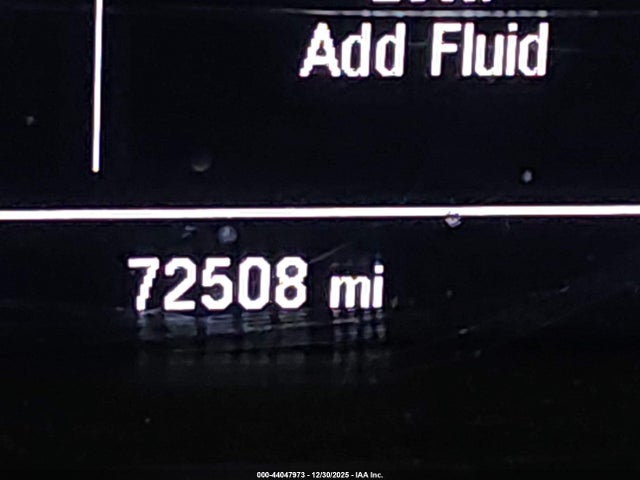 Add Fluid
72508 mi
000-44047973 - 12/30/2025 - IAA Inc.